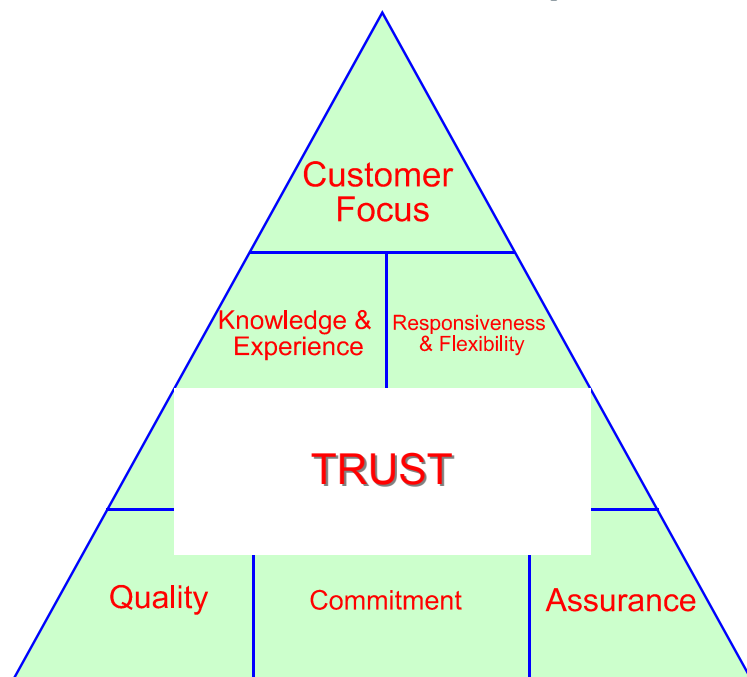 Customer
Focus
Knowledge &
Experience
Responsiveness
& Flexibility
TRUST
Quality
Commitment
Assurance